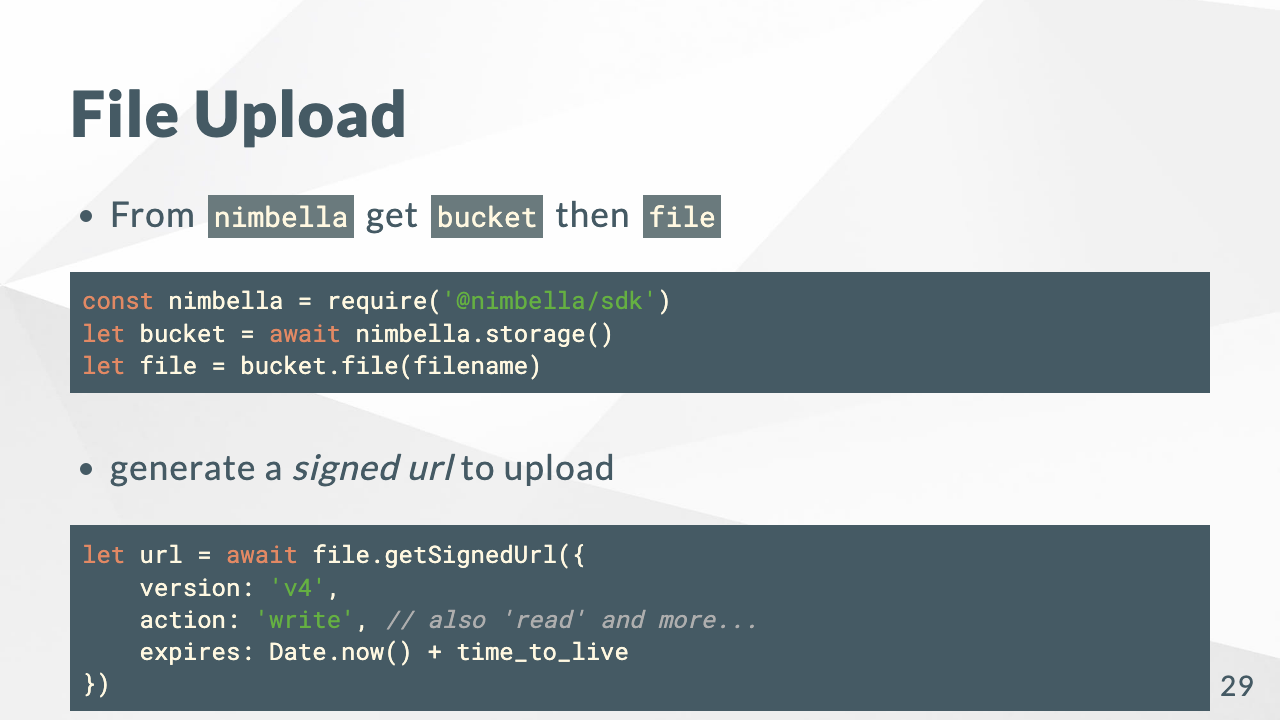 File Upload
• From nimbella get bucket then file
const nimbella = require('@nimbella/sdk')
let bucket = await nimbella.storage()
let file = bucket.file(filename)
• generate a signed url to upload
let url = await file.getSignedUrl({
    version: 'v4',
    action: 'write', // also 'read' and more...
    expires: Date.now() + time_to_live
})
29